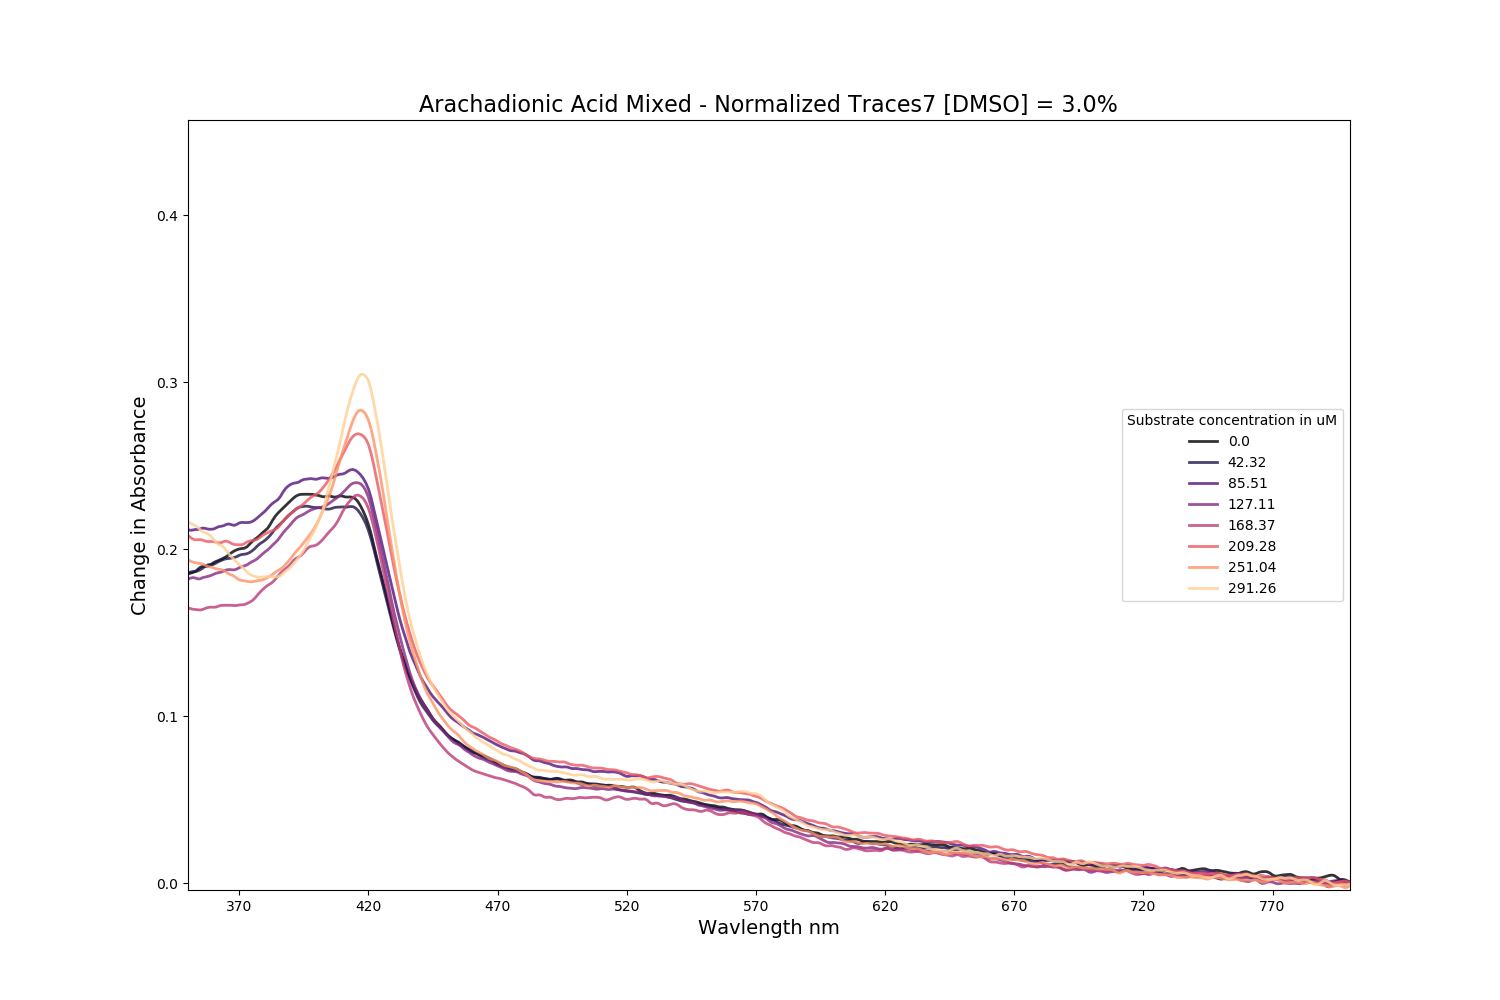 Arachadionic Acid Mixed - Normalized Traces7 [DMSO] = 3.0%
Change in Absorbance
0.4
0.3
0.2
0.1
0.0
Substrate concentration in uM
0.0
42.32
85.51
127.11
168.37
209.28
251.04
291.26
370 420 470 520 570 620 670 720 770
Wavlength nm